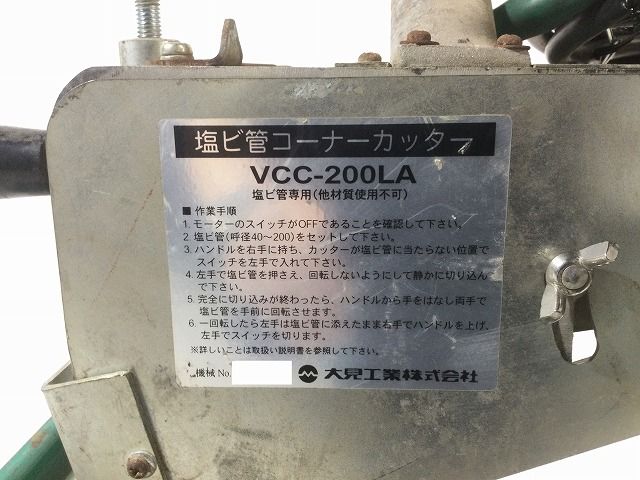 塩ビ管コーナーカッター
VCC-200LA
塩ビ管専用(他材質使用不可)
■ 作業手順
1. モーターのスイッチがOFFであることを確認して下さい。
2. 塩ビ管(呼径40〜200)をセットして下さい。
3. ハンドルを右手に持ち、カッターが塩ビ管に当たらない位置で
スイッチを左手で入れて下さい。
4. 左手で塩ビ管を押さえ、回転しないようにして静かに切り込ん
で下さい。
5. 完全に切り込みが終わったら、ハンドルから手をはなし両手で
塩ビ管を手前に回転させます。
6. 一回転したら左手は塩ビ管に添えたまま右手でハンドルを上げ、
左手でスイッチを切ります。
※詳しいことは取扱い説明書を参照して下さい。
機械 No.
大見工業株式会社